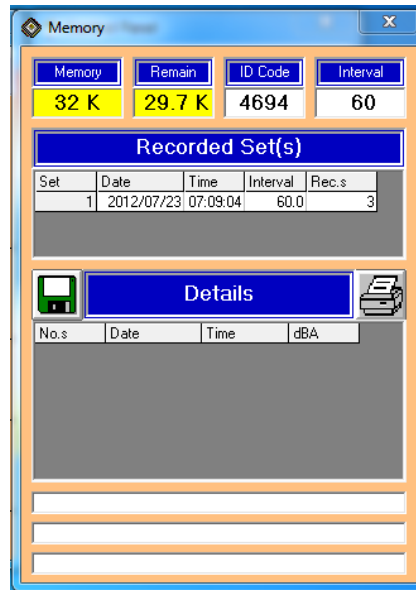 Memory
X
Memory Remain ID Code Interval
32 K 29.7 K 4694 60
Recorded Set(s)
Set Date Time Interval Rec.s
1 2012/07/23 07:09:04 60.0 3
Details
No.s Date Time dBA